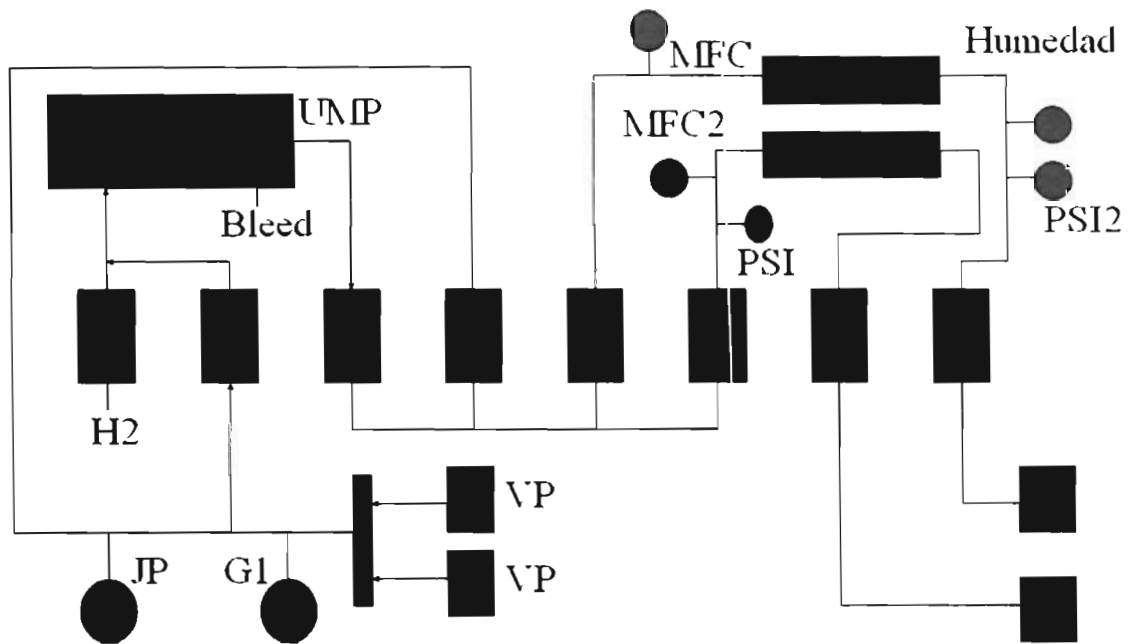 MFC
Humedad
UMP
MFC2
Bleed
PSI
PSI2
H2
VP
JP
G1
VP